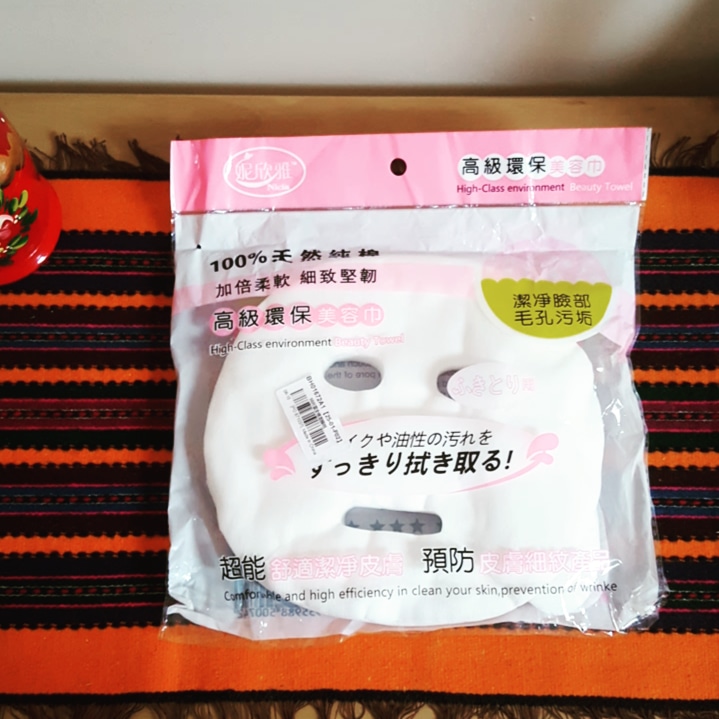 妮欣雅
Nicia
高級環保美容巾
High-Class environment Beauty Towel
100%天然純棉
加倍柔軟 細致堅韌
高級環保美容巾
High-Class environment Beauty Towel
潔淨臉部
毛孔污垢
ふきとり
イクや油性の汚れを
すっきり拭き取る!
超能舒適潔淨皮膚 預防皮膚細紋產生
and high efficiency in clean your skin,prevention of wrinke